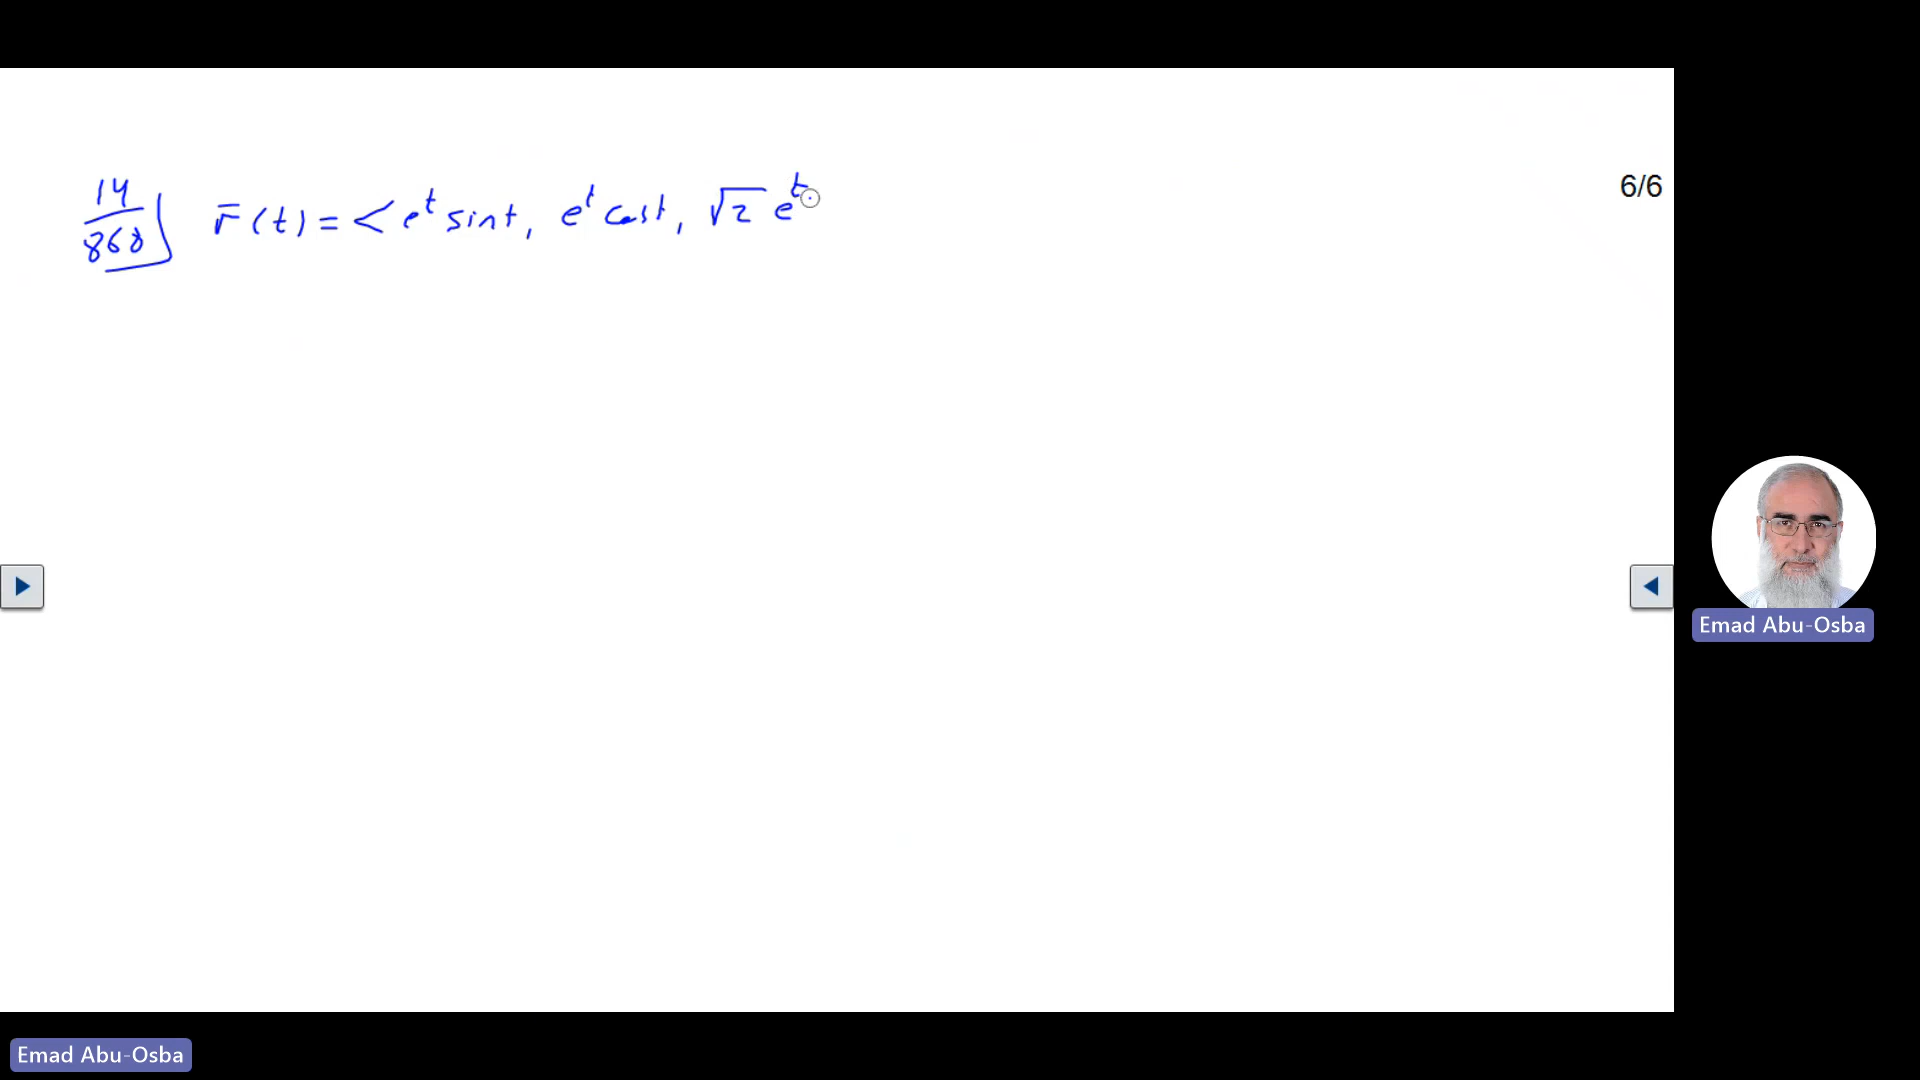 14/868 r̄(t) = < e^t sint, e^t cost, √2 e^t
6/6
Emad Abu-Osba
Emad Abu-Osba